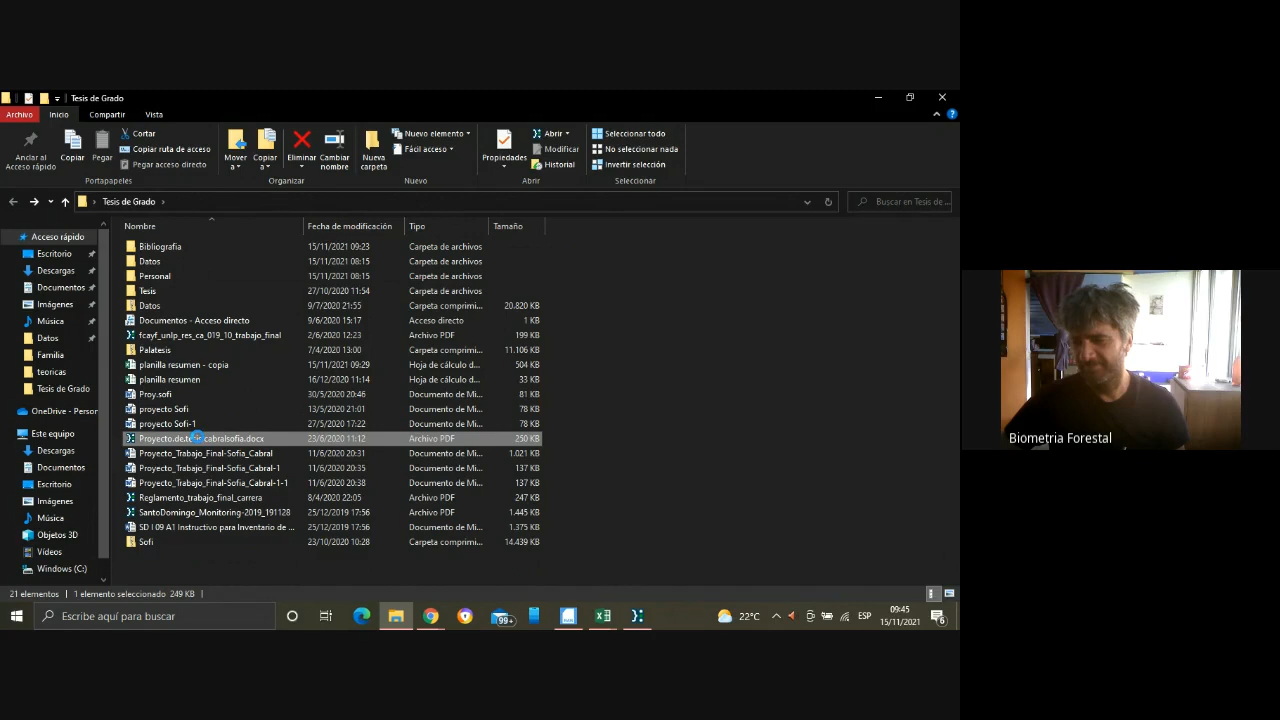 Tesis de Grado
Archivo Inicio Compartir Vista
Anclar al Acceso rápido
Copiar
Pegar
Cortar
Copiar ruta de acceso
Pegar acceso directo
Portapapeles
Mover a
Copiar a
Eliminar
Cambiar nombre
Organizar
Nueva carpeta
Nuevo elemento
Fácil acceso
Nuevo
Propiedades
Abrir
Modificar
Historial
Abrir
Seleccionar todo
No seleccionar nada
Invertir selección
Seleccionar
Tesis de Grado
Buscar en Tesis de ...
Nombre Fecha de modificación Tipo Tamaño
Acceso rápido
Escritorio
Descargas
Documentos
Imágenes
Música
Datos
Familia
teoricas
Tesis de Grado
OneDrive - Person
Este equipo
Descargas
Documentos
Escritorio
Imágenes
Música
Objetos 3D
Vídeos
Windows (C:)
Bibliografia 15/11/2021 09:23 Carpeta de archivos
Datos 15/11/2021 08:15 Carpeta de archivos
Personal 15/11/2021 08:15 Carpeta de archivos
Tesis 27/10/2020 11:54 Carpeta de archivos
Datos 9/7/2020 21:55 Carpeta comprimi... 20.820 KB
Documentos - Acceso directo 9/6/2020 15:17 Acceso directo 1 KB
fcayf_unlp_res_ca_019_10_trabajo_final 2/6/2020 12:23 Archivo PDF 199 KB
Palatesis 7/4/2020 13:00 Carpeta comprimi... 11.106 KB
planilla resumen - copia 15/11/2021 09:29 Hoja de cálculo d... 504 KB
planilla resumen 16/12/2020 11:14 Hoja de cálculo d... 33 KB
Proy.sofi 30/5/2020 20:46 Documento de Mi... 81 KB
proyecto Sofi 13/5/2020 21:01 Documento de Mi... 78 KB
proyecto Sofi-1 27/5/2020 17:22 Documento de Mi... 78 KB
Proyecto.de.te cabralsofia.docx 23/6/2020 11:12 Archivo PDF 250 KB
Proyecto_Trabajo_Final-Sofia_Cabral 11/6/2020 20:31 Documento de Mi... 1.021 KB
Proyecto_Trabajo_Final-Sofia_Cabral-1 11/6/2020 20:35 Documento de Mi... 137 KB
Proyecto_Trabajo_Final-Sofia_Cabral-1-1 11/6/2020 20:38 Documento de Mi... 137 KB
Reglamento_trabajo_final_carrera 8/4/2020 22:05 Archivo PDF 247 KB
SantoDomingo_Monitoring-2019_191128 25/12/2019 17:56 Archivo PDF 1.445 KB
SD I 09 A1 Instructivo para Inventario de ... 25/12/2019 17:56 Documento de Mi... 1.375 KB
Sofi 23/10/2020 10:28 Carpeta comprimi... 14.439 KB
21 elementos 1 elemento seleccionado 249 KB
Escribe aquí para buscar
99+
22°C
ESP
09:45
15/11/2021
6
Biometria Forestal